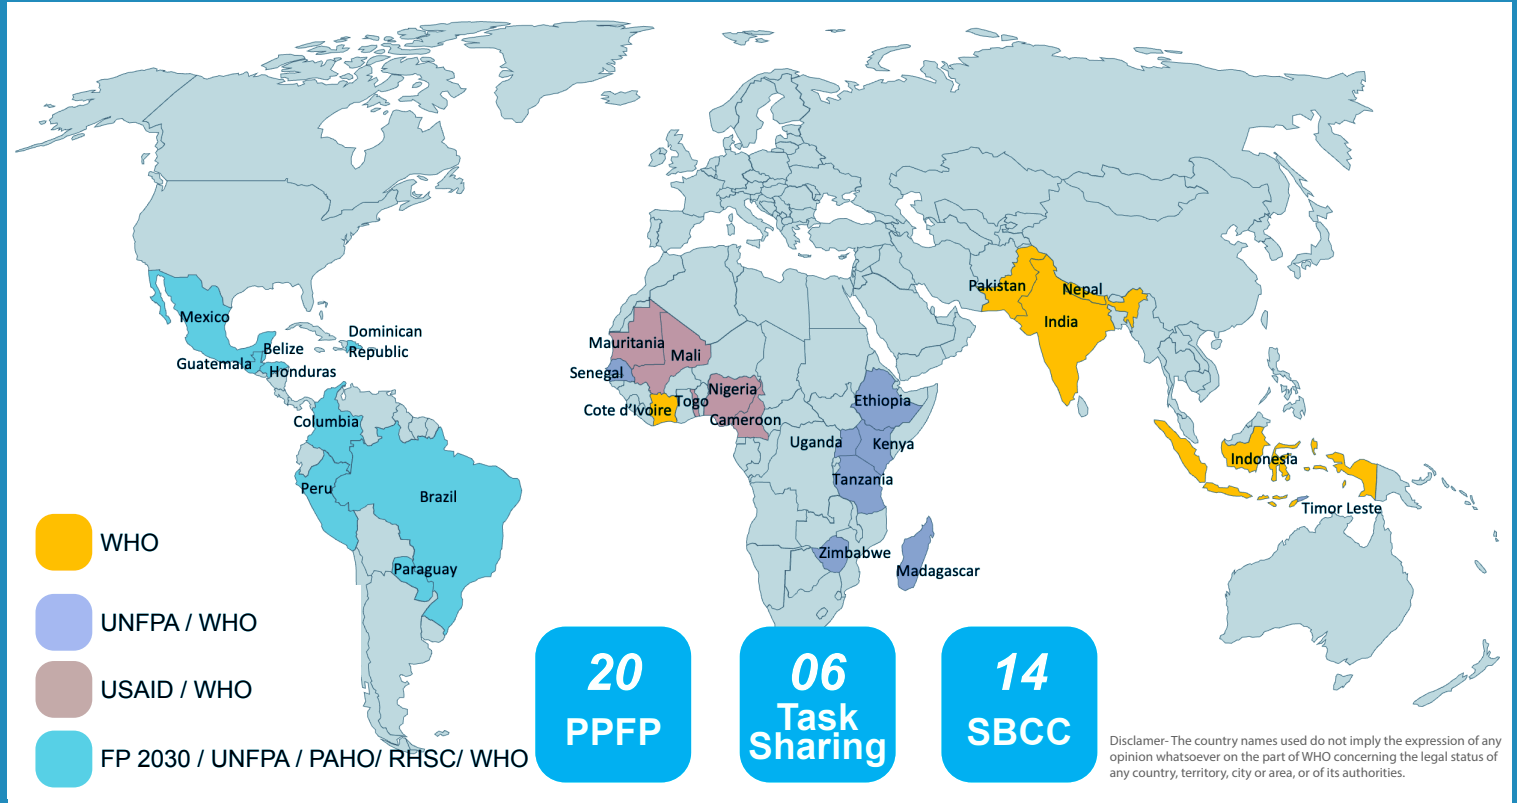 Mexico
Guatemala
Belize
Honduras
Dominican
Republic
Columbia
Peru
Brazil
Paraguay
Mauritania
Mali
Senegal
Cote d'Ivoire
Togo
Nigeria
Cameroon
Ethiopia
Uganda
Kenya
Tanzania
Zimbabwe
Madagascar
Pakistan
Nepal
India
Indonesia
Timor Leste
WHO
UNFPA / WHO
USAID / WHO
FP 2030 / UNFPA / PAHO/ RHSC/ WHO
20
PPFP
06
Task
Sharing
14
SBCC
Disclamer- The country names used do not imply the expression of any
opinion whatsoever on the part of WHO concerning the legal status of
any country, territory, city or area, or of its authorities.